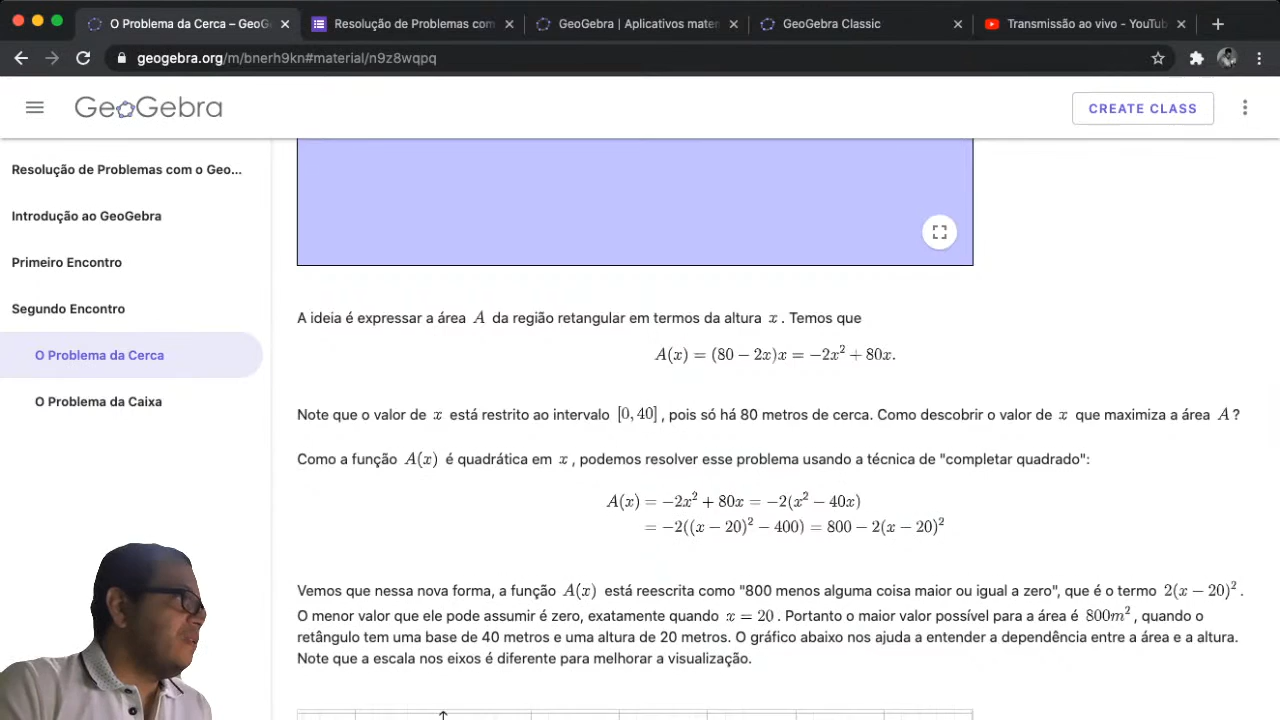 O Problema da Cerca – GeoG
Resolução de Problemas com
GeoGebra | Aplicativos mater
GeoGebra Classic
Transmissão ao vivo - YouTub
geogebra.org/m/bnerh9kn#material/n9z8wqpq
GeoGebra
CREATE CLASS
Resolução de Problemas com o Geo...
Introdução ao GeoGebra
Primeiro Encontro
Segundo Encontro
O Problema da Cerca
O Problema da Caixa
A ideia é expressar a área A da região retangular em termos da altura x. Temos que
A(x) = (80 − 2x)x = −2x² + 80x.
Note que o valor de x está restrito ao intervalo [0, 40], pois só há 80 metros de cerca. Como descobrir o valor de x que maximiza a área A?
Como a função A(x) é quadrática em x, podemos resolver esse problema usando a técnica de "completar quadrado":
A(x) = −2x² + 80x = −2(x² − 40x)
= −2((x − 20)² − 400) = 800 − 2(x − 20)²
Vemos que nessa nova forma, a função A(x) está reescrita como "800 menos alguma coisa maior ou igual a zero", que é o termo 2(x − 20)².
O menor valor que ele pode assumir é zero, exatamente quando x = 20. Portanto o maior valor possível para a área é 800m², quando o
retângulo tem uma base de 40 metros e uma altura de 20 metros. O gráfico abaixo nos ajuda a entender a dependência entre a área e a altura.
Note que a escala nos eixos é diferente para melhorar a visualização.